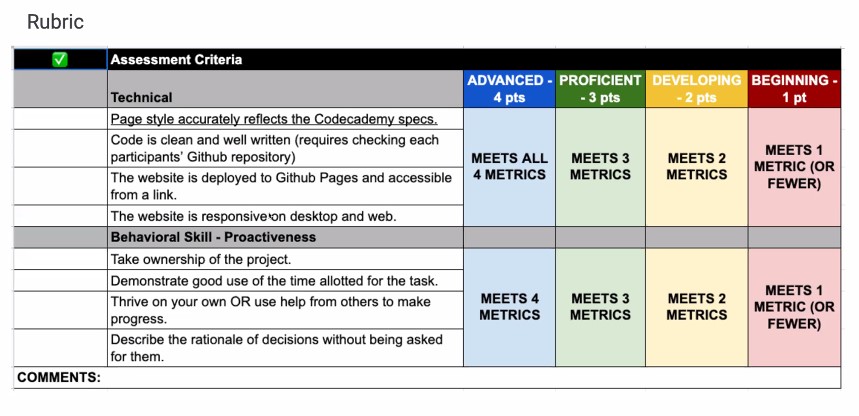 Rubric
Assessment Criteria
Technical
ADVANCED -
4 pts
PROFICIENT
- 3 pts
DEVELOPING
- 2 pts
BEGINNING -
1 pt
Page style accurately reflects the Codecademy specs.
Code is clean and well written (requires checking each
participants' Github repository)
The website is deployed to Github Pages and accessible
from a link.
The website is responsive on desktop and web.
MEETS ALL
4 METRICS
MEETS 3
METRICS
MEETS 2
METRICS
MEETS 1
METRIC (OR
FEWER)
Behavioral Skill - Proactiveness
Take ownership of the project.
Demonstrate good use of the time allotted for the task.
Thrive on your own OR use help from others to make
progress.
Describe the rationale of decisions without being asked
for them.
MEETS 4
METRICS
MEETS 3
METRICS
MEETS 2
METRICS
MEETS 1
METRIC (OR
FEWER)
COMMENTS: